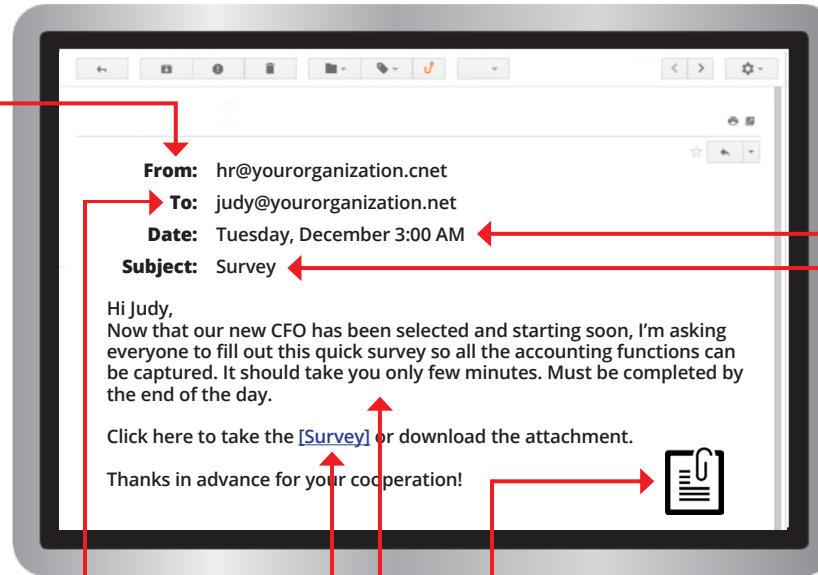 From: hr@yourorganization.cnet
To: judy@yourorganization.net
Date: Tuesday, December 3:00 AM
Subject: Survey
Hi Judy,
Now that our new CFO has been selected and starting soon, I'm asking
everyone to fill out this quick survey so all the accounting functions can
be captured. It should take you only few minutes. Must be completed by
the end of the day.
Click here to take the [Survey] or download the attachment.
Thanks in advance for your cooperation!